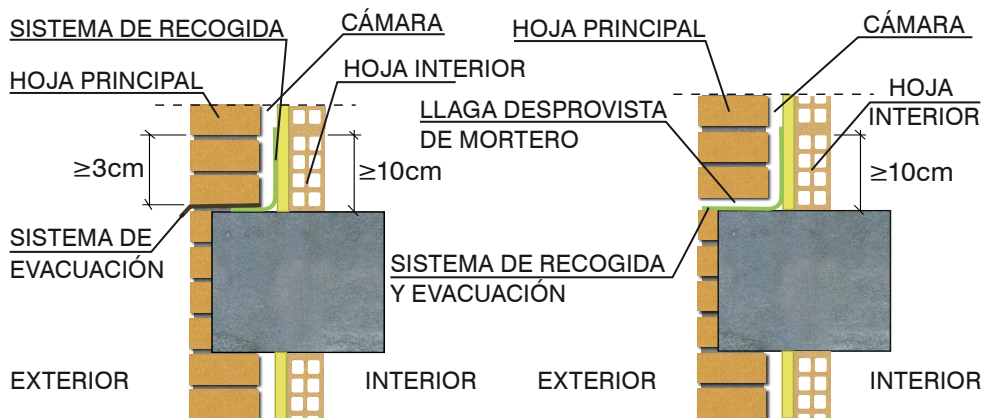 SISTEMA DE RECOGIDA
CÁMARA
HOJA PRINCIPAL
HOJA INTERIOR
≥3cm
≥10cm
SISTEMA DE
EVACUACIÓN
EXTERIOR
INTERIOR
HOJA PRINCIPAL
CÁMARA
LLAGA DESPROVISTA
DE MORTERO
HOJA
INTERIOR
≥10cm
SISTEMA DE RECOGIDA
Y EVACUACIÓN
EXTERIOR
INTERIOR